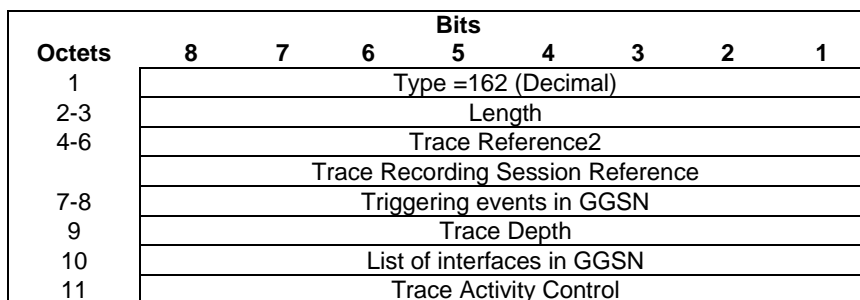 Bits
Octets 8 7 6 5 4 3 2 1
1 Type =162 (Decimal)
2-3 Length
4-6 Trace Reference2
Trace Recording Session Reference
7-8 Triggering events in GGSN
9 Trace Depth
10 List of interfaces in GGSN
11 Trace Activity Control